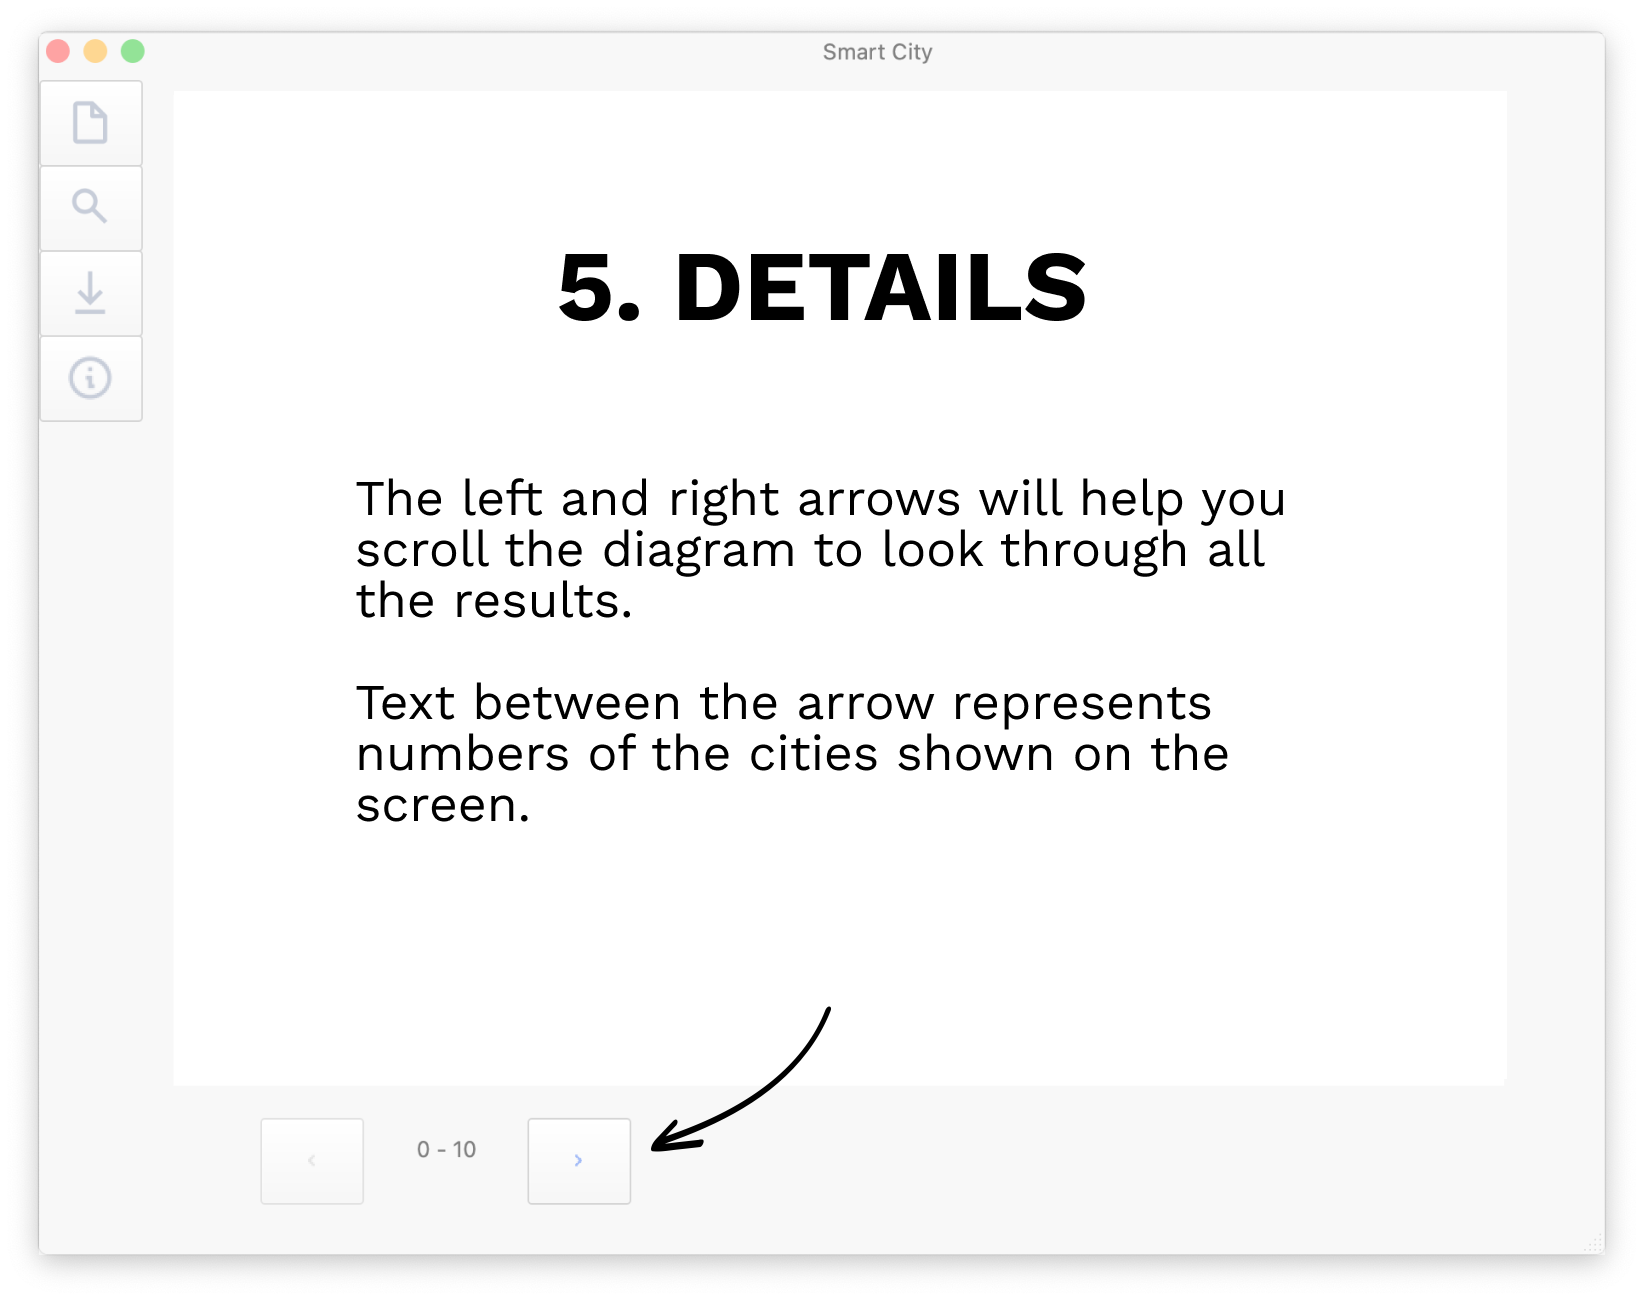 Smart City
5. DETAILS
The left and right arrows will help you
scroll the diagram to look through all
the results.
Text between the arrow represents
numbers of the cities shown on the
screen.
0 - 10